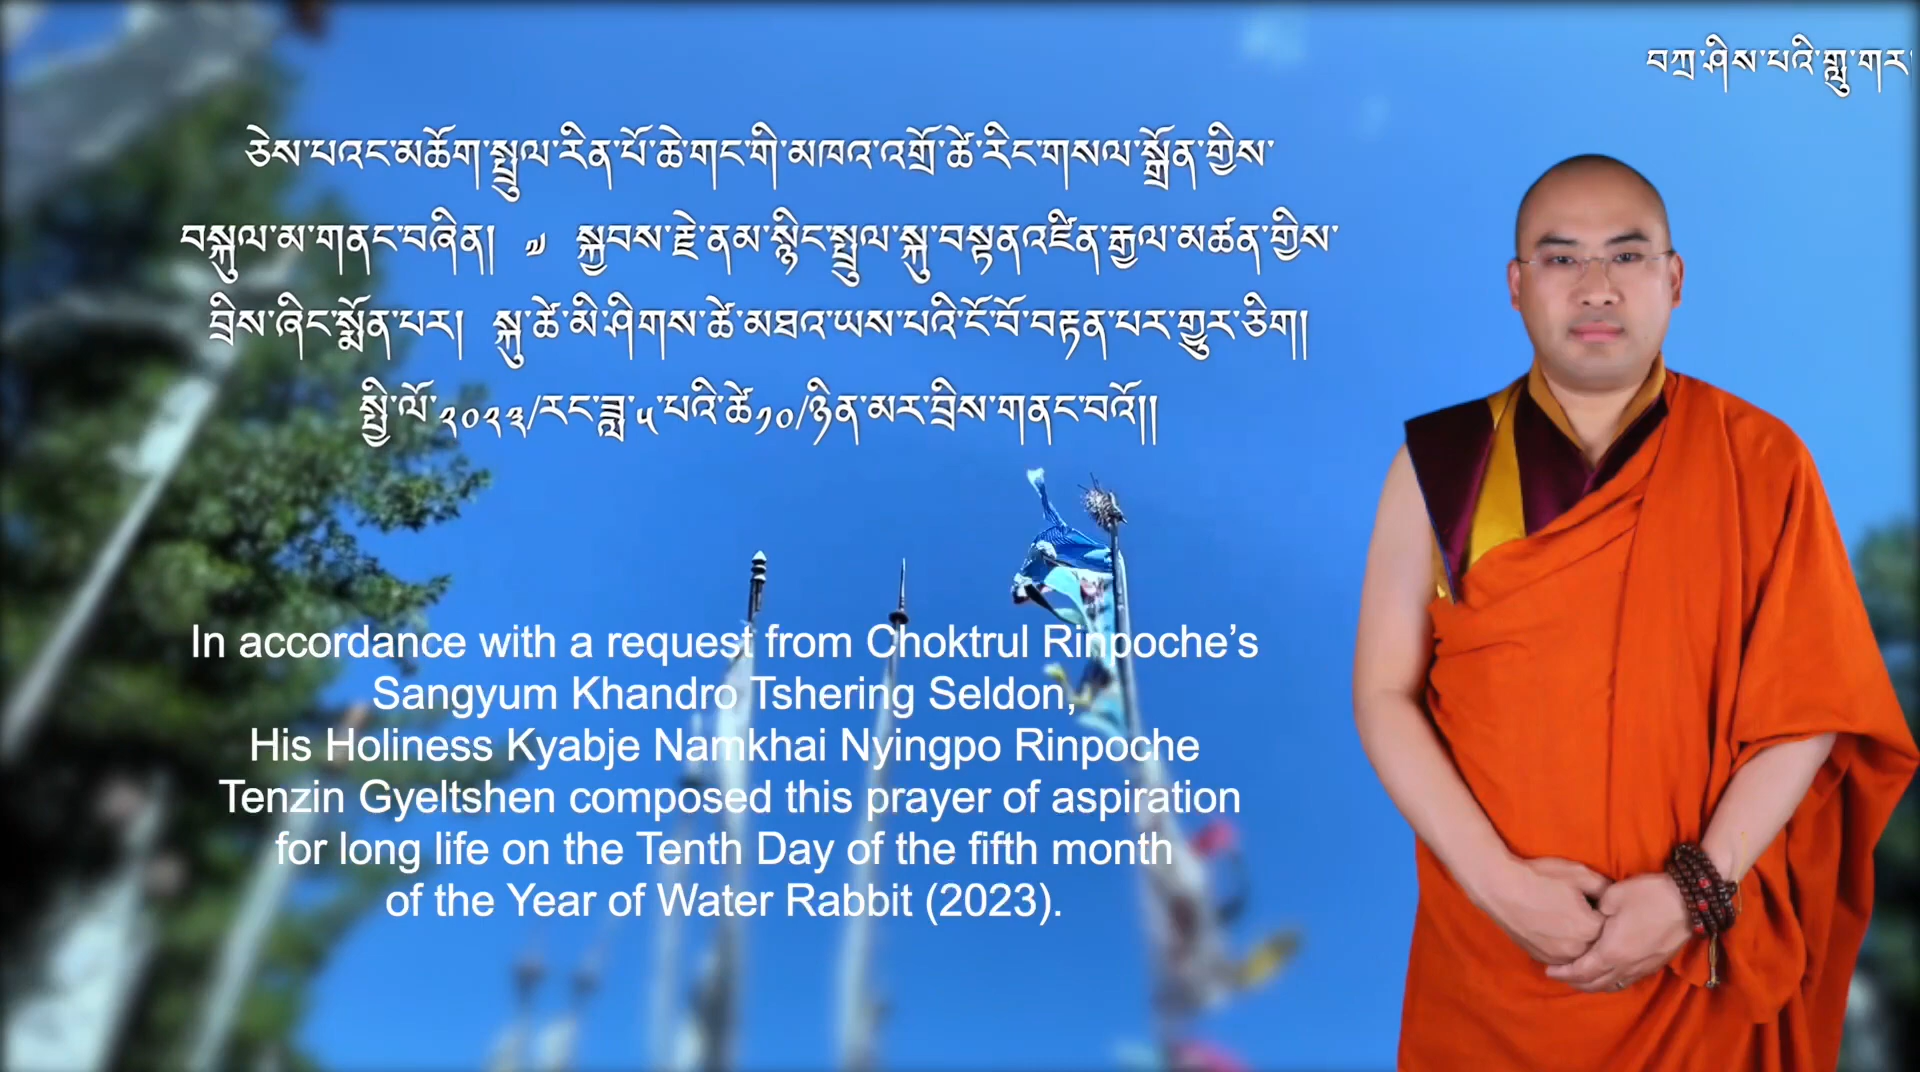 བཀྲ་ཤིས་པའི་གླུ་གར།
ཅེས་པའང་མཆོག་སྤྲུལ་རིན་པོ་ཆེ་གང་གི་མཁའ་འགྲོ་ཚེ་རིང་གསལ་སྒྲོན་གྱིས་
བསྐུལ་མ་གནང་བཞིན། ༧ སྐྱབས་རྗེ་ནམ་སྙིང་སྤྲུལ་སྐུ་བསྟནའཛིན་རྒྱལ་མཚན་གྱིས་
བྲིས་ཞིང་སྨོན་པར། སྐུ་ཚེ་མི་ཤིགས་ཚེ་མཐའ་ཡས་པའི་ངོ་བོ་བརྟན་པར་གྱུར་ཅིག།
སྤྱི་ལོ་༢༠༢༣/རང་ཟླ་༥་པའི་ཚེ༡༠/ཉིན་མར་བྲིས་གནང་བའོ།།
In accordance with a request from Choktrul Rinpoche’s
Sangyum Khandro Tshering Seldon,
His Holiness Kyabje Namkhai Nyingpo Rinpoche
Tenzin Gyeltshen composed this prayer of aspiration
for long life on the Tenth Day of the fifth month
of the Year of Water Rabbit (2023).